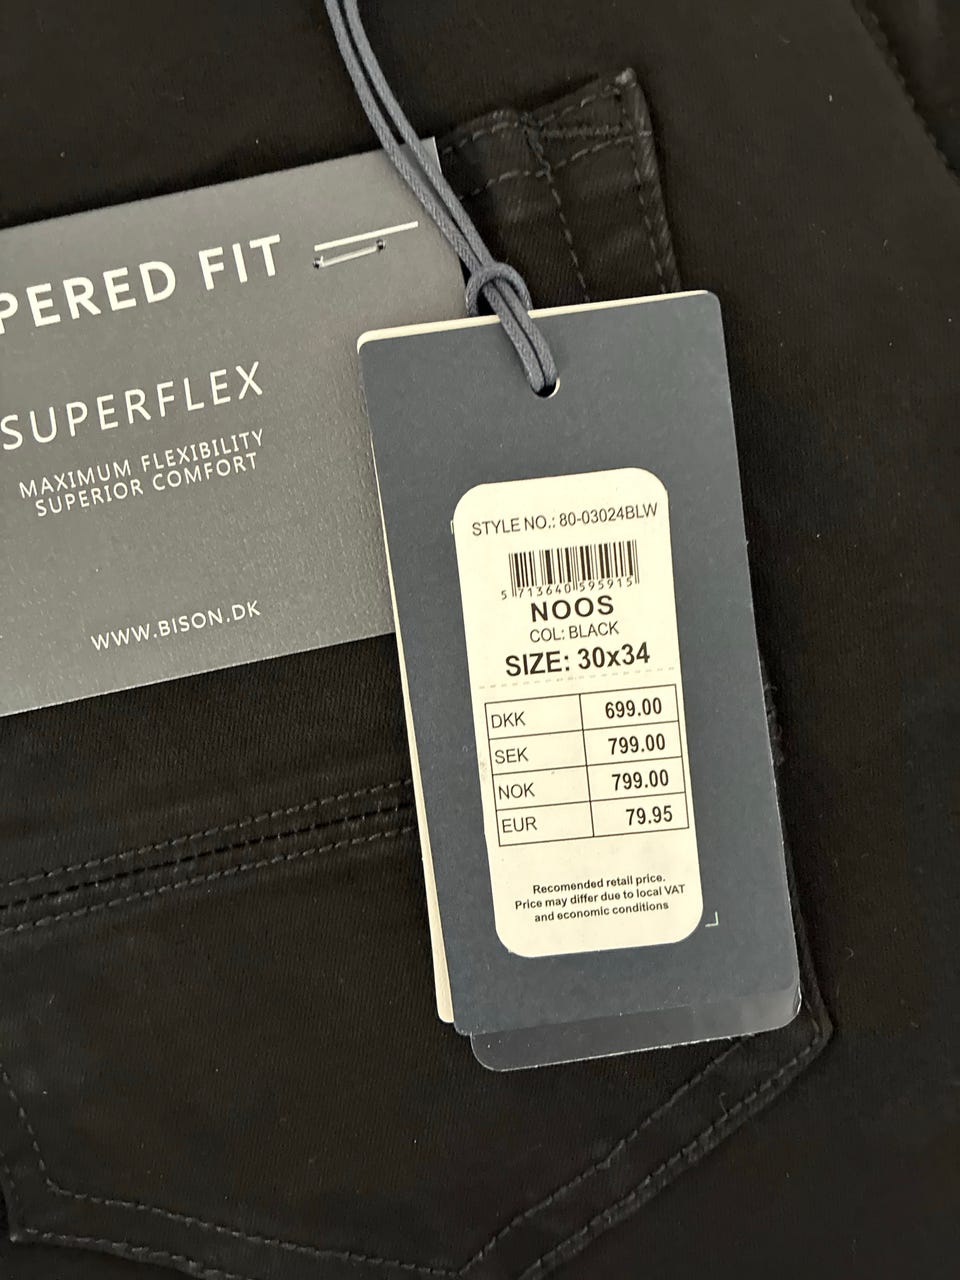 PERED FIT
SUPERFLEX
MAXIMUM FLEXIBILITY
SUPERIOR COMFORT
WWW.BISON.DK
STYLE NO.: 80-03024BLW
5 713640 595915
NOOS
COL: BLACK
SIZE: 30x34
DKK 699.00
SEK 799.00
NOK 799.00
EUR 79.95
Recomended retail price.
Price may differ due to local VAT
and economic conditions